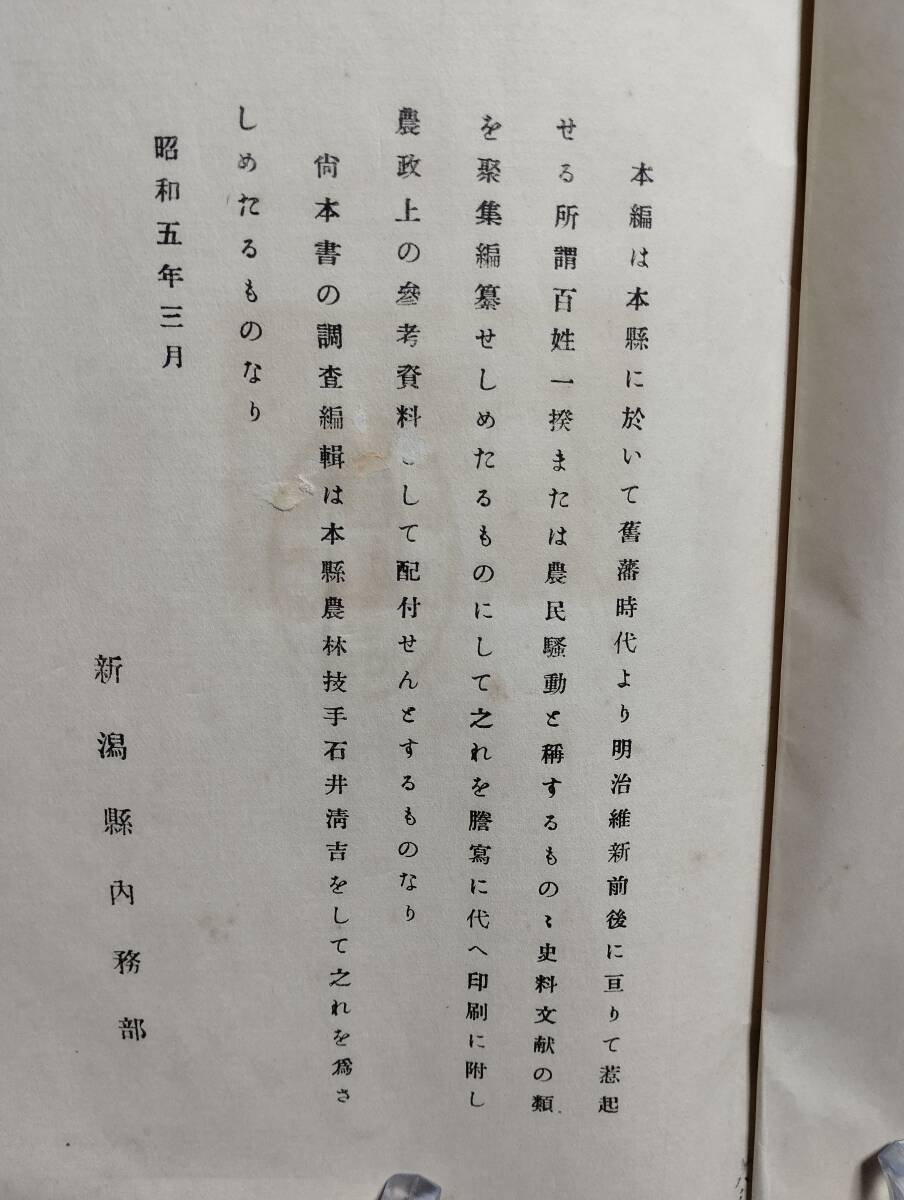 本編は本縣に於いて舊藩時代より明治維新前後に亘りて惹起
せる所謂百姓一揆または農民騷動と稱するものゝ史料文献の類
を聚集編纂せしめたるものにして之れを謄寫に代へ印刷に附し
農政上の參考資料として配付せんとするものなり
尙本書の調査編輯は本縣農林技手石井淸吉をして之れを爲さ
しめたるものなり
昭和五年三月
新潟縣內務部